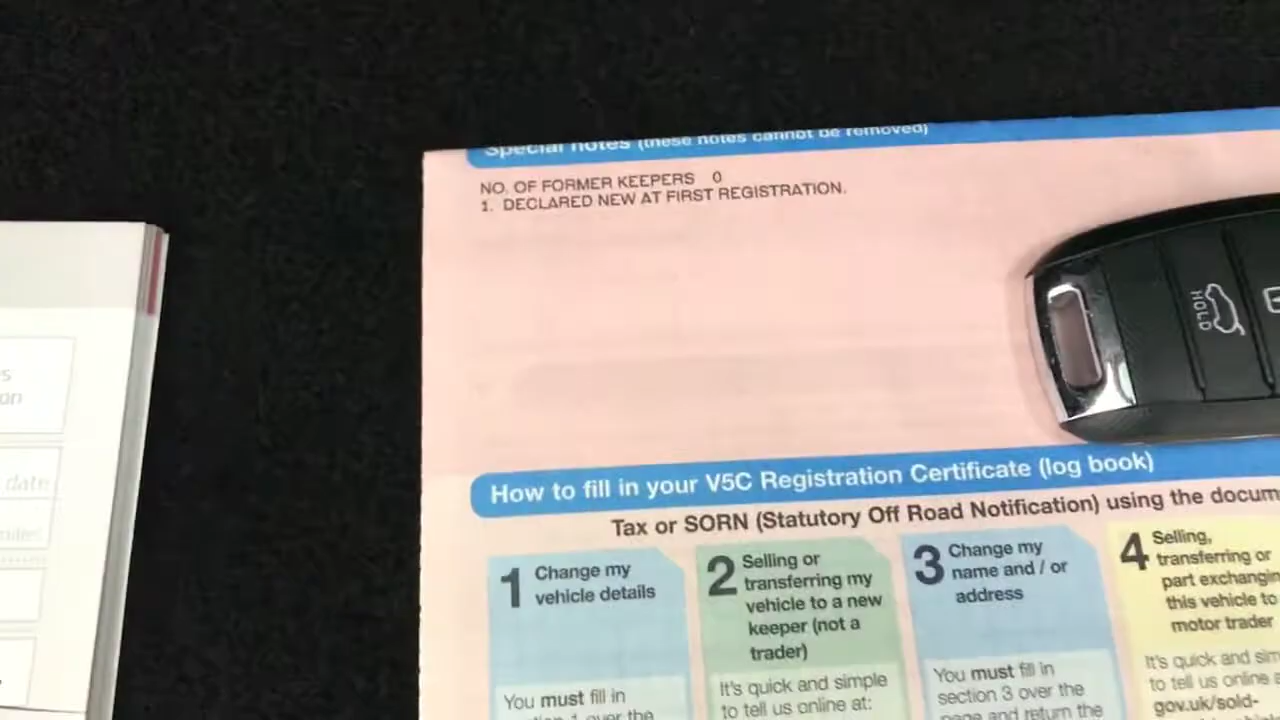 Special notes (these notes cannot be removed)
NO. OF FORMER KEEPERS 0
1. DECLARED NEW AT FIRST REGISTRATION.
HOLD
date
How to fill in your V5C Registration Certificate (log book)
Tax or SORN (Statutory Off Road Notification) using the docum
1 Change my
vehicle details
You must fill in
over the
2 Selling or
transferring my
vehicle to a new
keeper (not a
trader)
It's quick and simple
to tell us online at:
3 Change my
name and / or
address
You must fill in
section 3 over the
page and return the
4 Selling,
transferring or
part exchangin
this vehicle to
motor trader
It's quick and sim
to tell us online a
gov.uk/sold-